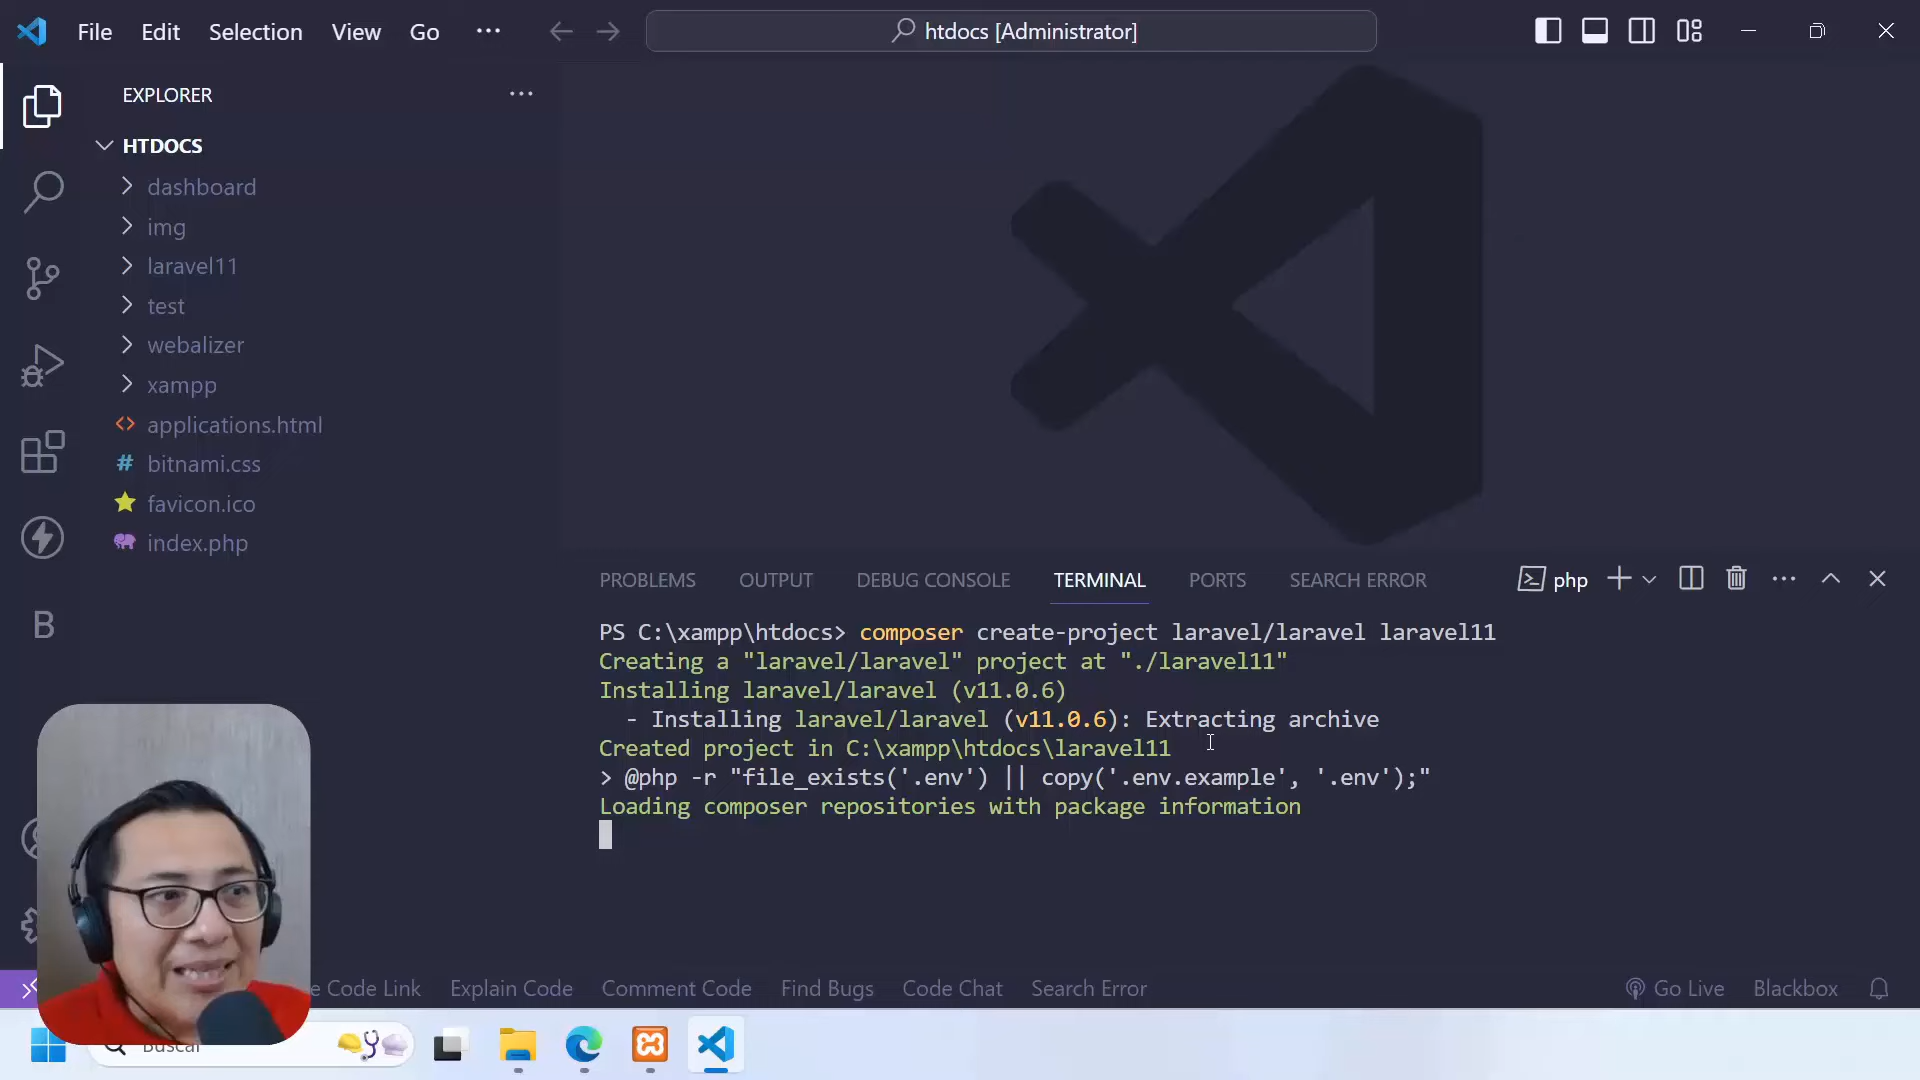 File Edit Selection View Go
htdocs [Administrator]
EXPLORER
HTDOCS
dashboard
img
laravel11
test
webalizer
xampp
applications.html
bitnami.css
favicon.ico
index.php
B
PROBLEMS OUTPUT DEBUG CONSOLE TERMINAL PORTS SEARCH ERROR
php
PS C:\xampp\htdocs> composer create-project laravel/laravel laravel11
Creating a "laravel/laravel" project at "./laravel11"
Installing laravel/laravel (v11.0.6)
- Installing laravel/laravel (v11.0.6): Extracting archive
Created project in C:\xampp\htdocs\laravel11
> @php -r "file_exists('.env') || copy('.env.example', '.env');"
Loading composer repositories with package information
e Code Link Explain Code Comment Code Find Bugs Code Chat Search Error
Go Live Blackbox
Buscar